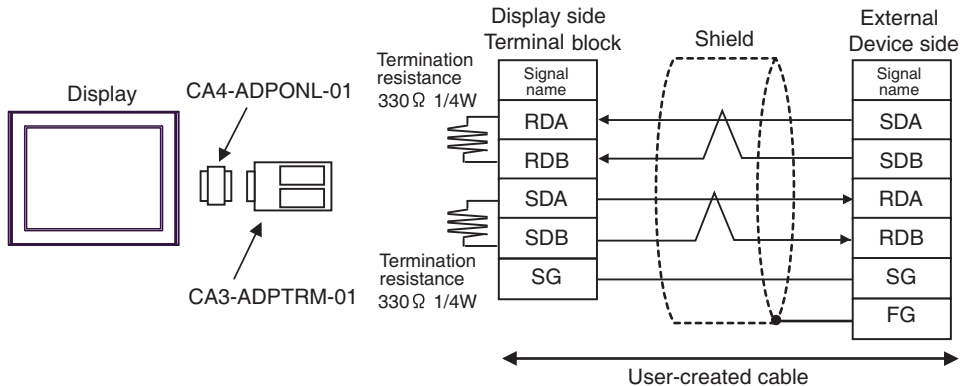 Display
CA4-ADPONL-01
CA3-ADPTRM-01
Termination
resistance
330Ω 1/4W
Termination
resistance
330Ω 1/4W
Display side
Terminal block
Signal
name
RDA
RDB
SDA
SDB
SG
Shield
External
Device side
Signal
name
SDA
SDB
RDA
RDB
SG
FG
User-created cable